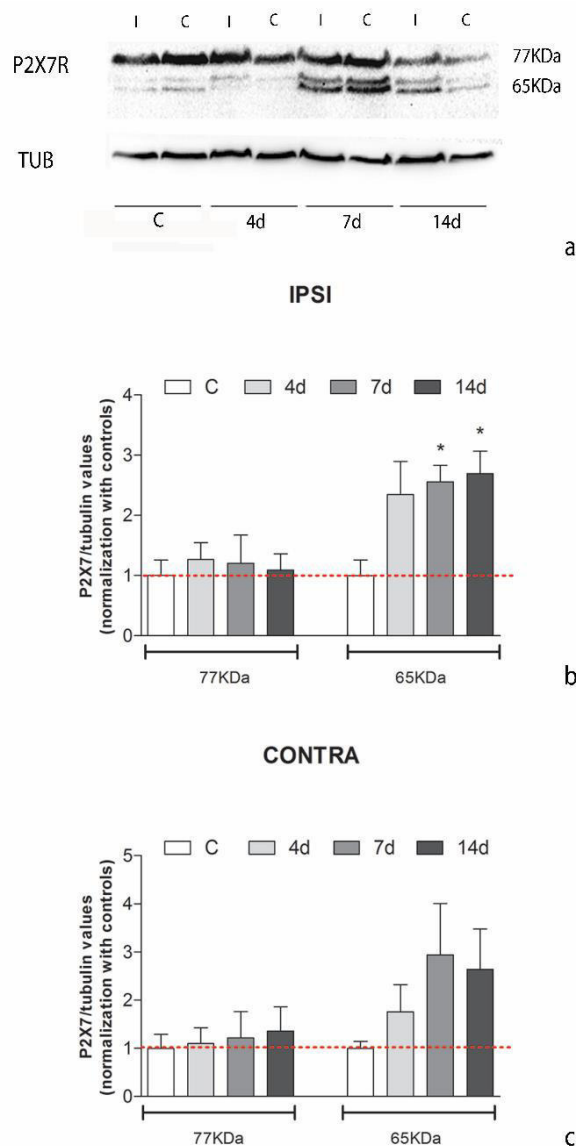 I C I C I C I C
P2X7R
77KDa
65KDa
TUB
C 4d 7d 14d
a
IPSI
P2X7/tubulin values
(normalization with controls)
4
3
2
1
0
C 4d 7d 14d
* *
77KDa 65KDa
b
CONTRA
P2X7/tubulin values
(normalization with controls)
5
4
3
2
1
0
C 4d 7d 14d
77KDa 65KDa
c